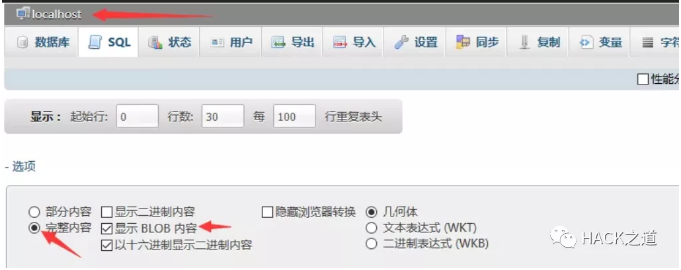 localhost
数据库 SQL 状态 用户 导出 导入 设置 同步 复制 变量 字符
性能分
显示: 起始行: 0 行数: 30 每 100 行重复表头
- 选项
部分内容 显示二进制内容 隐藏浏览器转换 几何体
完整内容 显示 BLOB 内容 文本表达式 (WKT)
以十六进制显示二进制内容 二进制表达式 (WKB)
HACK之道